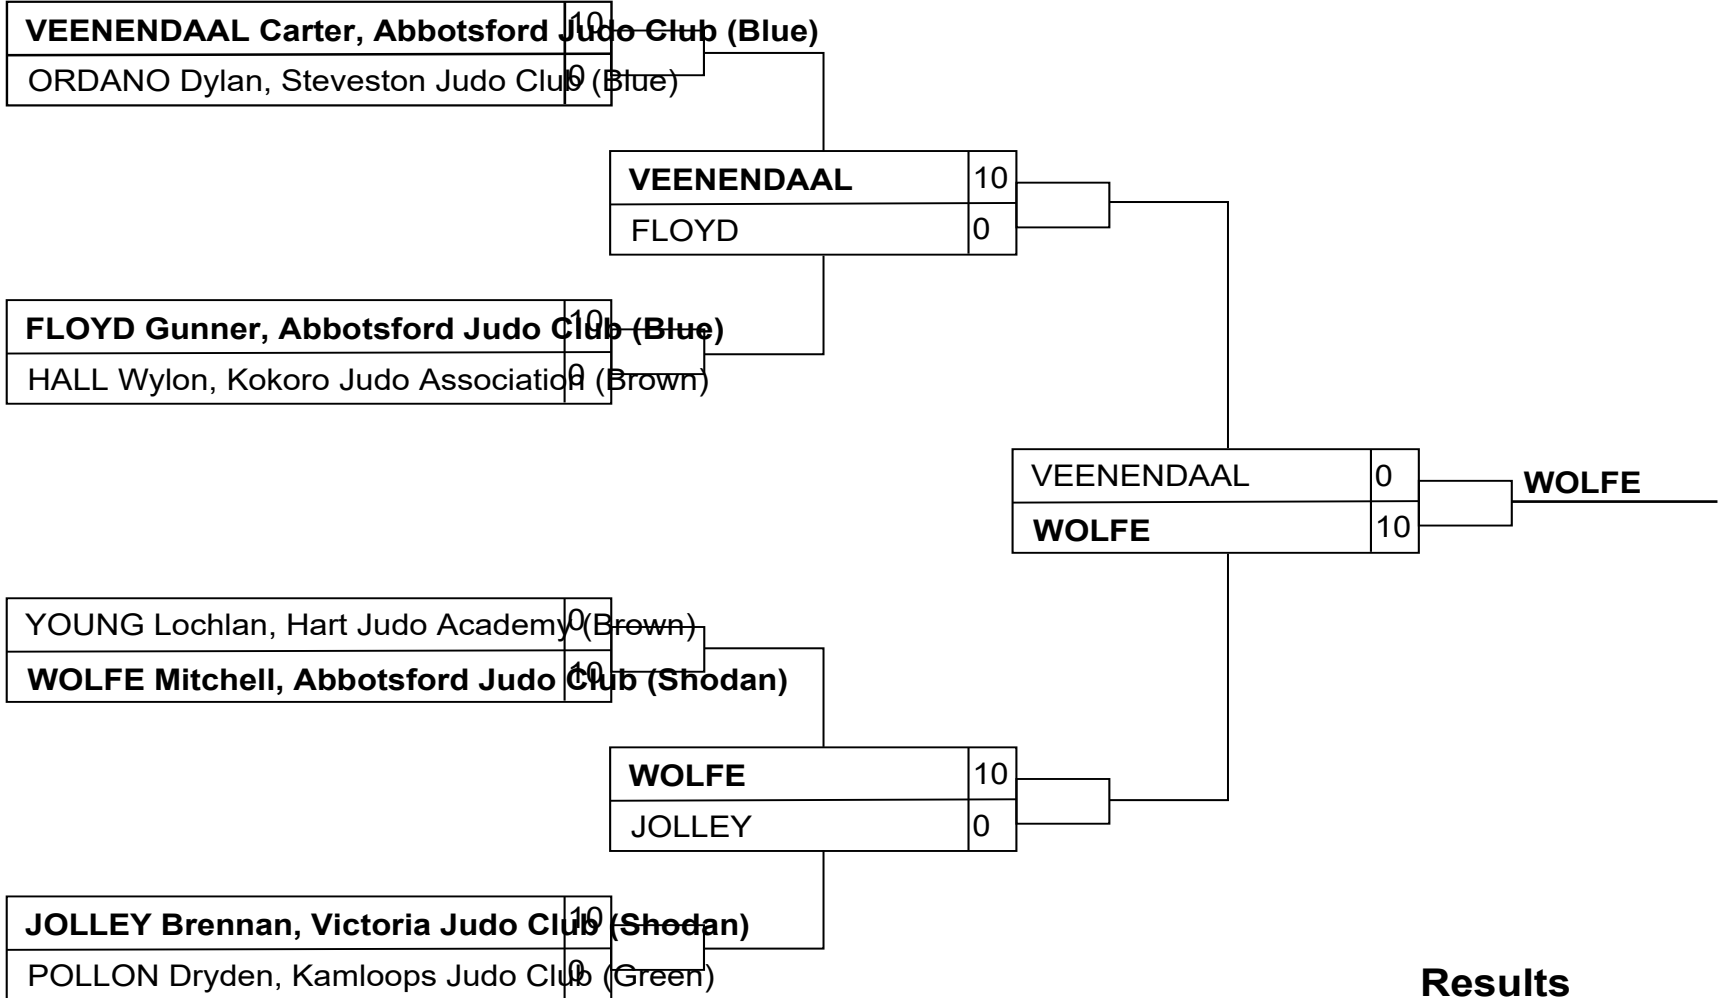 VEENENDAAL Carter, Abbotsford Judo Club (Blue) 10
ORDANO Dylan, Steveston Judo Club (Blue) 0
VEENENDAAL 10
FLOYD 0
FLOYD Gunner, Abbotsford Judo Club (Blue) 10
HALL Wylon, Kokoro Judo Association (Brown) 0
VEENENDAAL 0
WOLFE
WOLFE 10
YOUNG Lochlan, Hart Judo Academy (Brown) 0
WOLFE Mitchell, Abbotsford Judo Club (Shodan) 10
WOLFE 10
JOLLEY 0
JOLLEY Brennan, Victoria Judo Club (Shodan) 10
POLLON Dryden, Kamloops Judo Club (Green) 0
Results